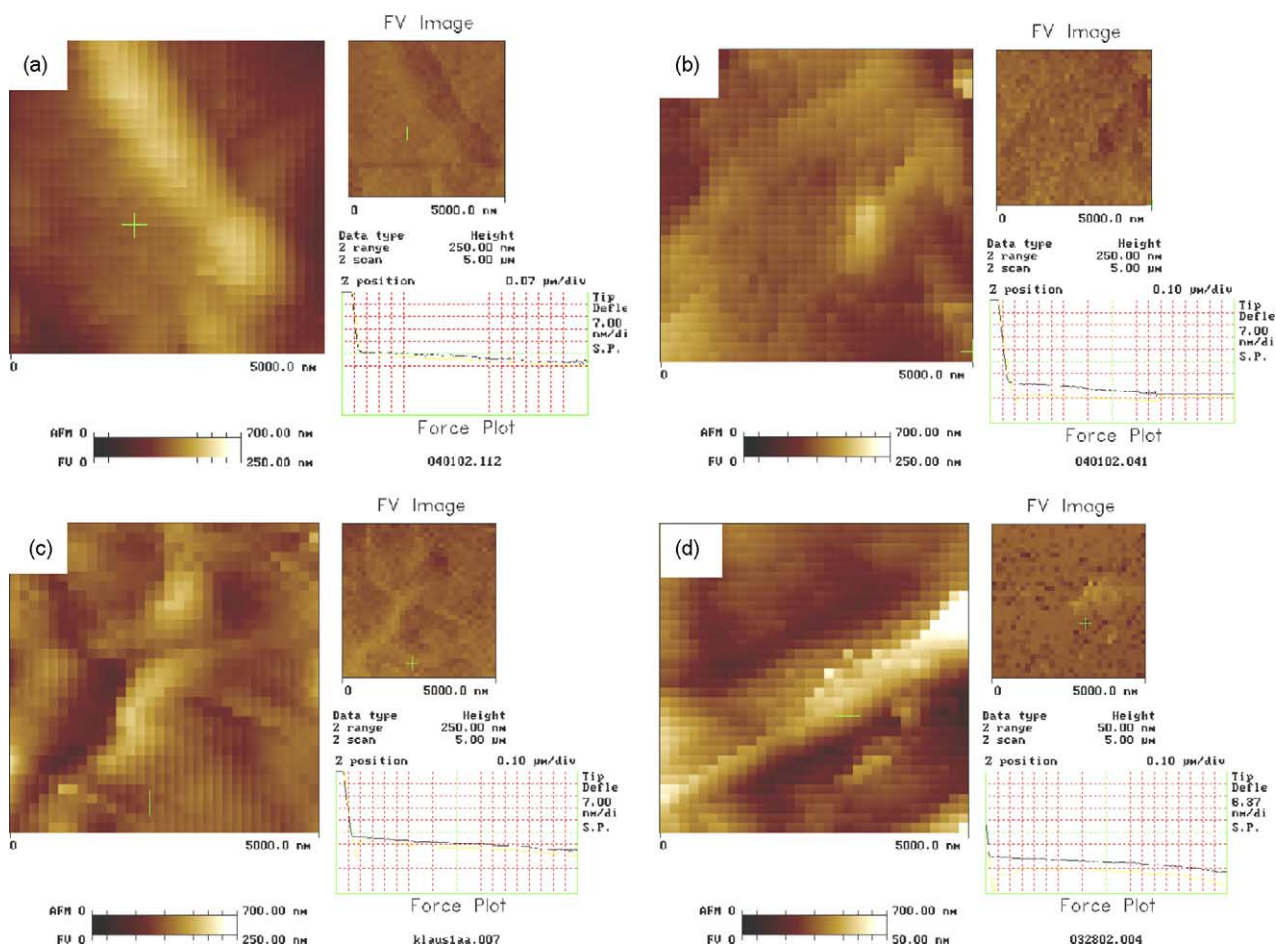 (a)
FV Image
0 5000.0 nm
Data type Height
Z range 250.00 nm
Z scan 5.00 µm
Z position 0.07 µm/div
Tip
Defle
7.00
nm/di
S.P.
0 5000.0 nm
Force Plot
AFM 0 700.00 nm
FV 0 250.00 nm
040102.112
(b)
FV Image
0 5000.0 nm
Data type Height
Z range 250.00 nm
Z scan 5.00 µm
Z position 0.10 µm/div
Tip
Defle
7.00
nm/di
S.P.
0 5000.0 nm
Force Plot
AFM 0 700.00 nm
FV 0 250.00 nm
040102.041
(c)
FV Image
0 5000.0 nm
Data type Height
Z range 250.00 nm
Z scan 5.00 µm
Z position 0.10 µm/div
Tip
Defle
7.00
nm/di
S.P.
0 5000.0 nm
Force Plot
AFM 0 700.00 nm
FV 0 250.00 nm
klaus1aa.007
(d)
FV Image
0 5000.0 nm
Data type Height
Z range 50.00 nm
Z scan 5.00 µm
Z position 0.10 µm/div
Tip
Defle
6.37
nm/di
S.P.
0 5000.0 nm
Force Plot
AFM 0 700.00 nm
FV 0 50.00 nm
032802.004